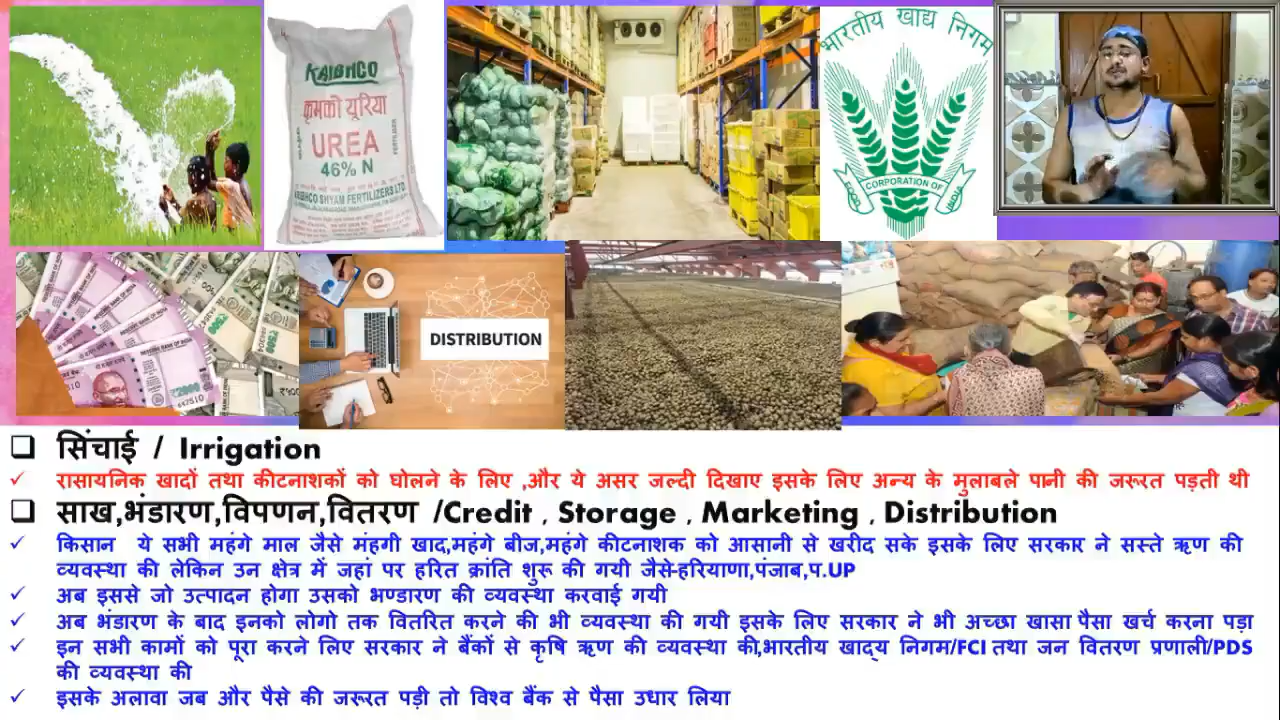 भारतीय खाद्य निगम
KRIBHCO
कृभको यूरिया
UREA
46% N
KRIBHCO SHYAM FERTILIZERS LTD.
FOOD CORPORATION OF INDIA
DISTRIBUTION
❑ सिंचाई / Irrigation
✓ रासायनिक खादों तथा कीटनाशकों को घोलने के लिए ,और ये असर जल्दी दिखाए इसके लिए अन्य के मुलाबले पानी की जरूरत पड़ती थी
❑ साख,भंडारण,विपणन,वितरण /Credit , Storage , Marketing , Distribution
✓ किसान ये सभी महंगे माल जैसे मंहगी खाद,महंगे बीज,महंगे कीटनाशक को आसानी से खरीद सके इसके लिए सरकार ने सस्ते ऋण की
व्यवस्था की लेकिन उन क्षेत्र में जहां पर हरित क्रांति शुरू की गयी जैसे-हरियाणा,पंजाब,प.UP
✓ अब इससे जो उत्पादन होगा उसको भण्डारण की व्यवस्था करवाई गयी
✓ अब भंडारण के बाद इनको लोगो तक वितरित करने की भी व्यवस्था की गयी इसके लिए सरकार ने भी अच्छा खासा पैसा खर्च करना पड़ा
✓ इन सभी कामों को पूरा करने लिए सरकार ने बैंकों से कृषि ऋण की व्यवस्था की,भारतीय खाद्य निगम/FCI तथा जन वितरण प्रणाली/PDS
की व्यवस्था की
✓ इसके अलावा जब और पैसे की जरूरत पड़ी तो विश्व बैंक से पैसा उधार लिया